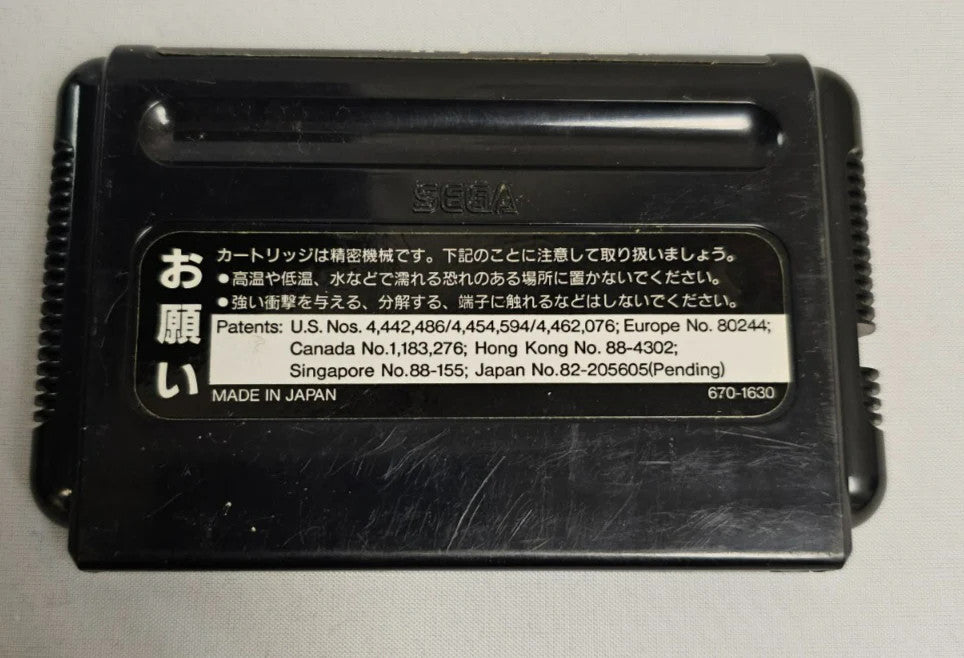 SEGA
お願い
カートリッジは精密機械です。下記のことに注意して取り扱いましょう。
●高温や低温、水などで濡れる恐れのある場所に置かないでください。
●強い衝撃を与える、分解する、端子に触れるなどはしないでください。
Patents: U.S. Nos. 4,442,486/4,454,594/4,462,076; Europe No. 80244;
Canada No.1,183,276; Hong Kong No. 88-4302;
Singapore No.88-155; Japan No.82-205605(Pending)
MADE IN JAPAN 670-1630